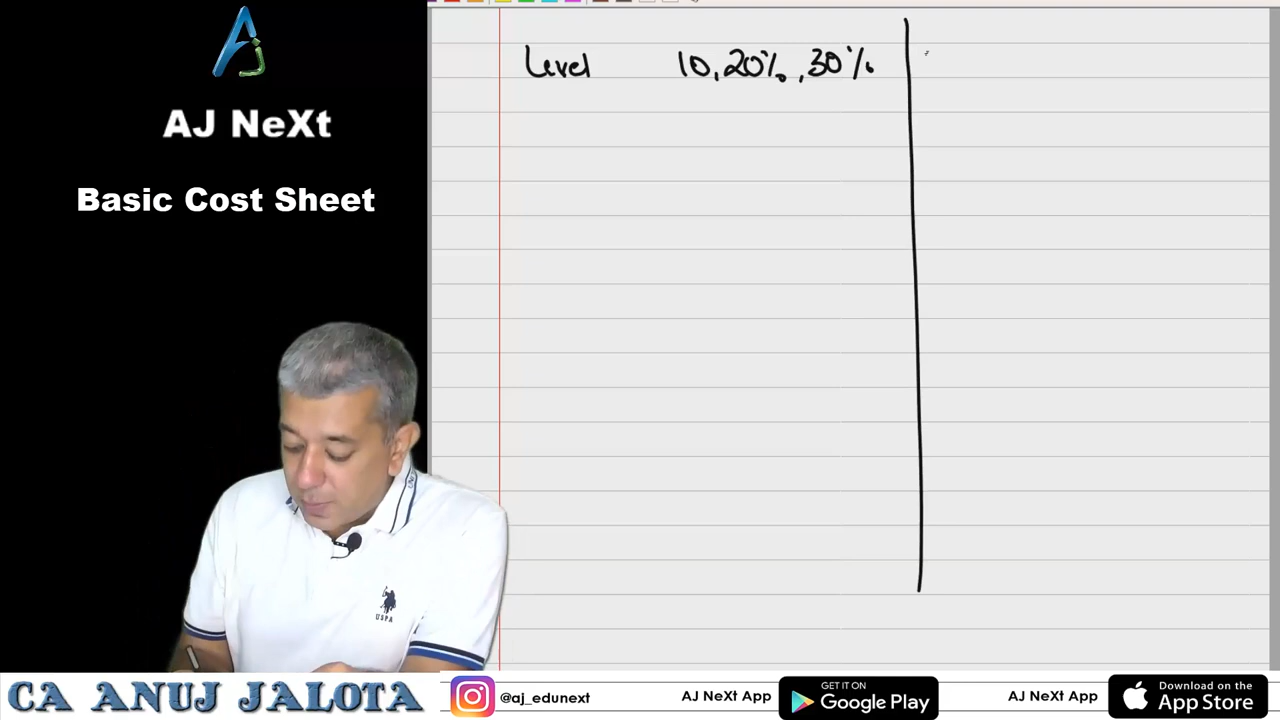 AJ NeXt
Basic Cost Sheet
Level 10, 20%, 30%
USPA
CA ANUJ JALOTA
@aj_edunext
AJ NeXt App
GET IT ON
Google Play
AJ NeXt App
Download on the
App Store